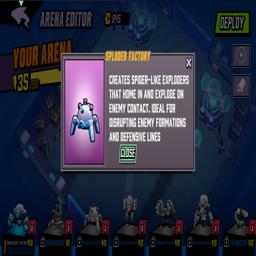 ARENA EDITOR
DEPLOY
YOUR ARENA
SPLODER FACTORY
CREATES SPIDER-LIKE EXPLODERS
THAT HOME IN AND EXPLODE ON
ENEMY CONTACT. IDEAL FOR
DISRUPTING ENEMY FORMATIONS
AND DEFENSIVE LINES
CLOSE